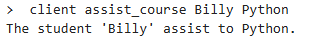 > client assist_course Billy Python
The student 'Billy' assist to Python.